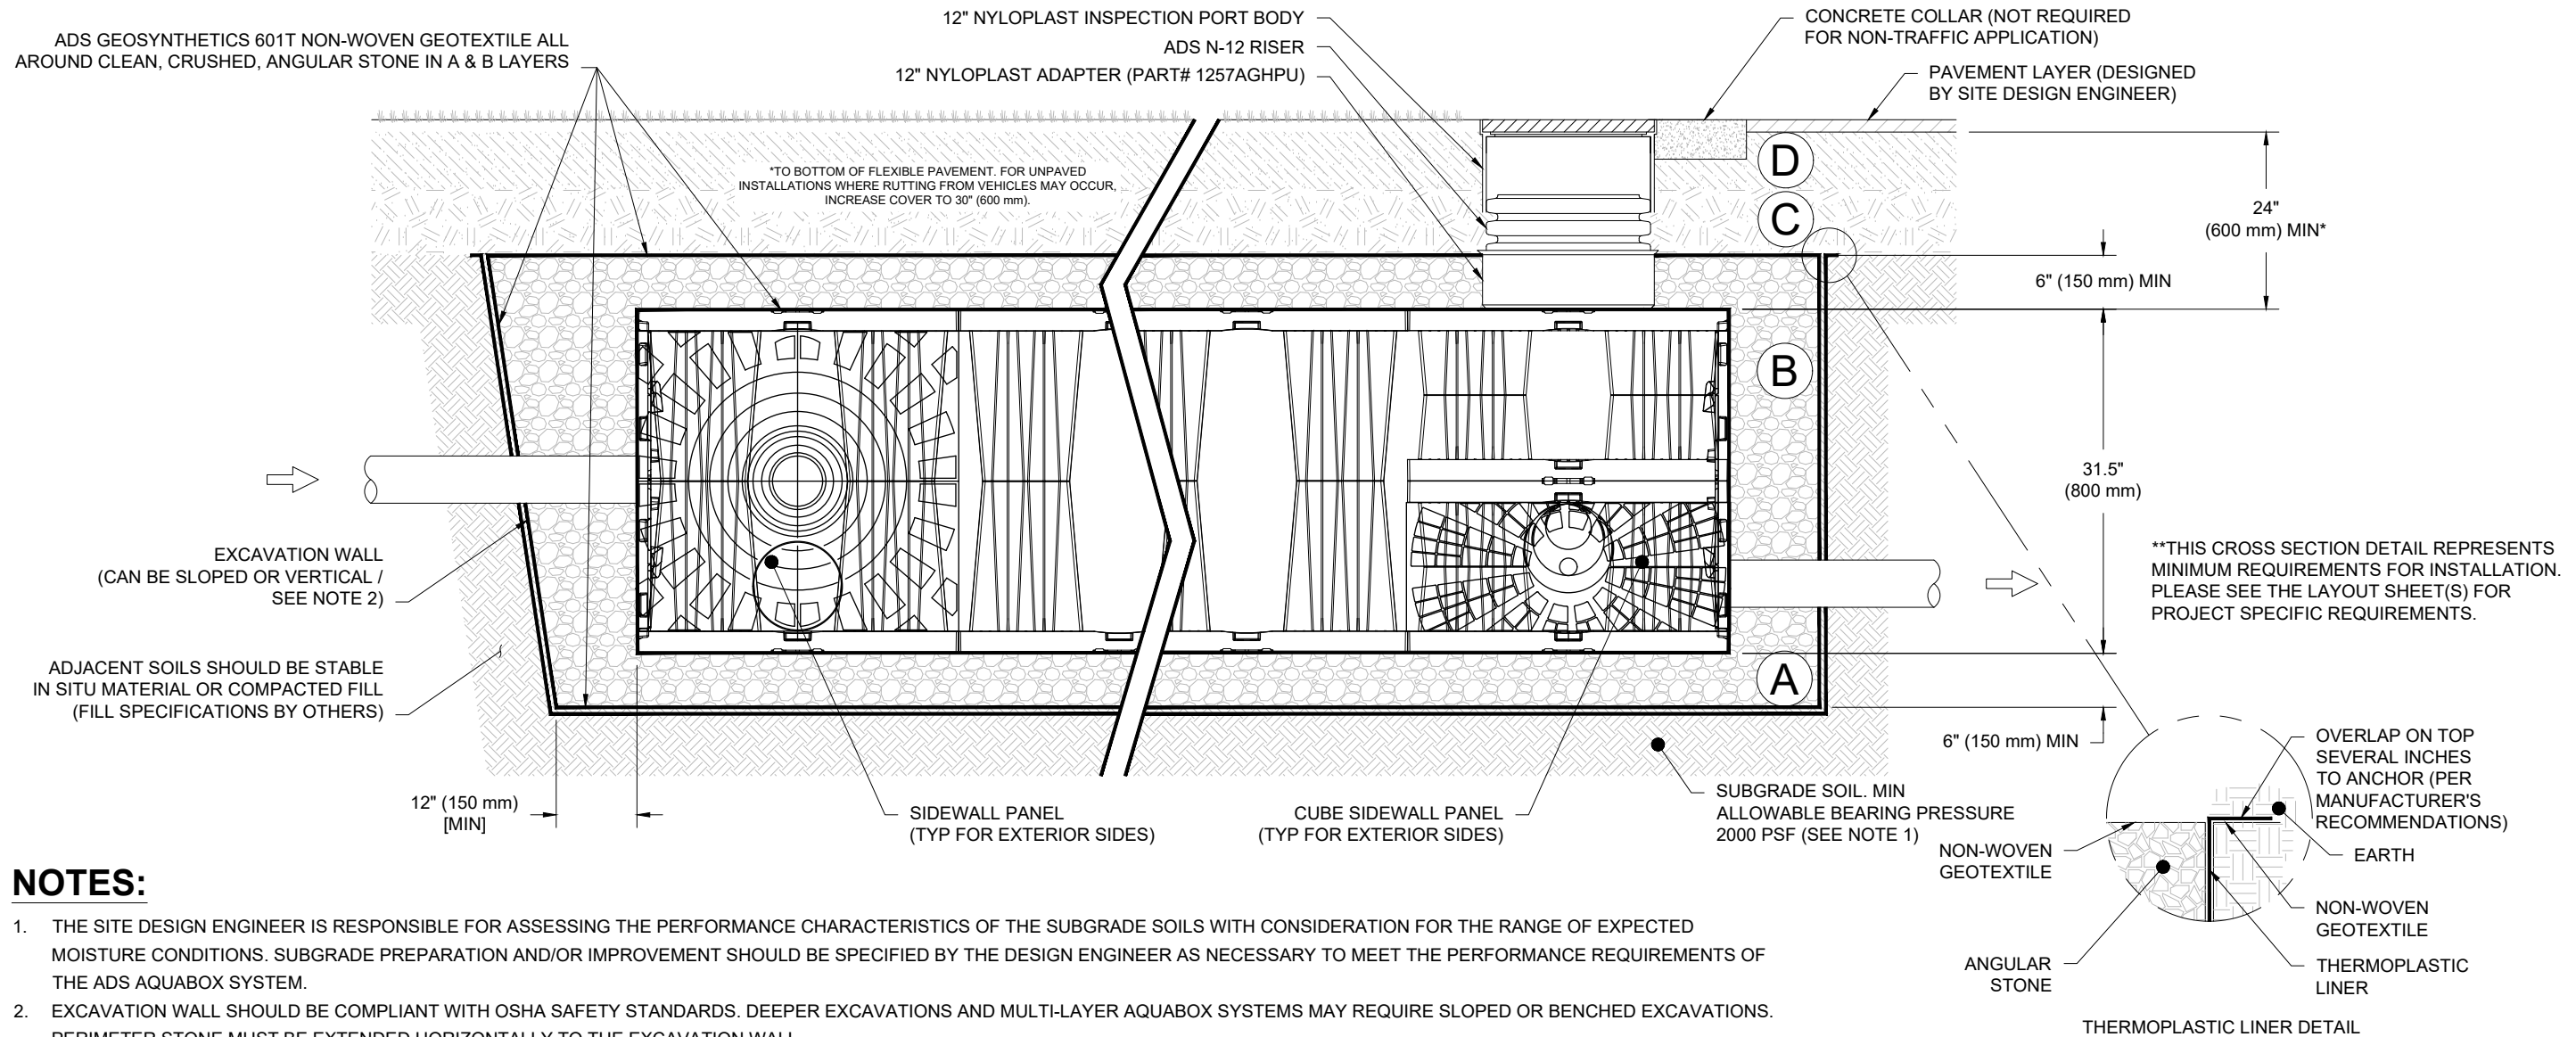 12" NYLOPLAST INSPECTION PORT BODY
ADS N-12 RISER
12" NYLOPLAST ADAPTER (PART# 1257AGHPU)
CONCRETE COLLAR (NOT REQUIRED
FOR NON-TRAFFIC APPLICATION)
PAVEMENT LAYER (DESIGNED
BY SITE DESIGN ENGINEER)
ADS GEOSYNTHETICS 601T NON-WOVEN GEOTEXTILE ALL
AROUND CLEAN, CRUSHED, ANGULAR STONE IN A & B LAYERS
*TO BOTTOM OF FLEXIBLE PAVEMENT. FOR UNPAVED
INSTALLATIONS WHERE RUTTING FROM VEHICLES MAY OCCUR,
INCREASE COVER TO 30" (600 mm).
D
C
B
A
24"
(600 mm) MIN*
6" (150 mm) MIN
31.5"
(800 mm)
**THIS CROSS SECTION DETAIL REPRESENTS
MINIMUM REQUIREMENTS FOR INSTALLATION.
PLEASE SEE THE LAYOUT SHEET(S) FOR
PROJECT SPECIFIC REQUIREMENTS.
EXCAVATION WALL
(CAN BE SLOPED OR VERTICAL /
SEE NOTE 2)
ADJACENT SOILS SHOULD BE STABLE
IN SITU MATERIAL OR COMPACTED FILL
(FILL SPECIFICATIONS BY OTHERS)
12" (150 mm)
[MIN]
SIDEWALL PANEL
(TYP FOR EXTERIOR SIDES)
CUBE SIDEWALL PANEL
(TYP FOR EXTERIOR SIDES)
SUBGRADE SOIL. MIN
ALLOWABLE BEARING PRESSURE
2000 PSF (SEE NOTE 1)
6" (150 mm) MIN
OVERLAP ON TOP
SEVERAL INCHES
TO ANCHOR (PER
MANUFACTURER'S
RECOMMENDATIONS)
EARTH
NON-WOVEN
GEOTEXTILE
NON-WOVEN
GEOTEXTILE
ANGULAR
STONE
THERMOPLASTIC
LINER
THERMOPLASTIC LINER DETAIL
NOTES:
1. THE SITE DESIGN ENGINEER IS RESPONSIBLE FOR ASSESSING THE PERFORMANCE CHARACTERISTICS OF THE SUBGRADE SOILS WITH CONSIDERATION FOR THE RANGE OF EXPECTED
MOISTURE CONDITIONS. SUBGRADE PREPARATION AND/OR IMPROVEMENT SHOULD BE SPECIFIED BY THE DESIGN ENGINEER AS NECESSARY TO MEET THE PERFORMANCE REQUIREMENTS OF
THE ADS AQUABOX SYSTEM.
2. EXCAVATION WALL SHOULD BE COMPLIANT WITH OSHA SAFETY STANDARDS. DEEPER EXCAVATIONS AND MULTI-LAYER AQUABOX SYSTEMS MAY REQUIRE SLOPED OR BENCHED EXCAVATIONS.
PERIMETER STONE MUST BE EXTENDED HORIZONTALLY TO THE EXCAVATION WALL